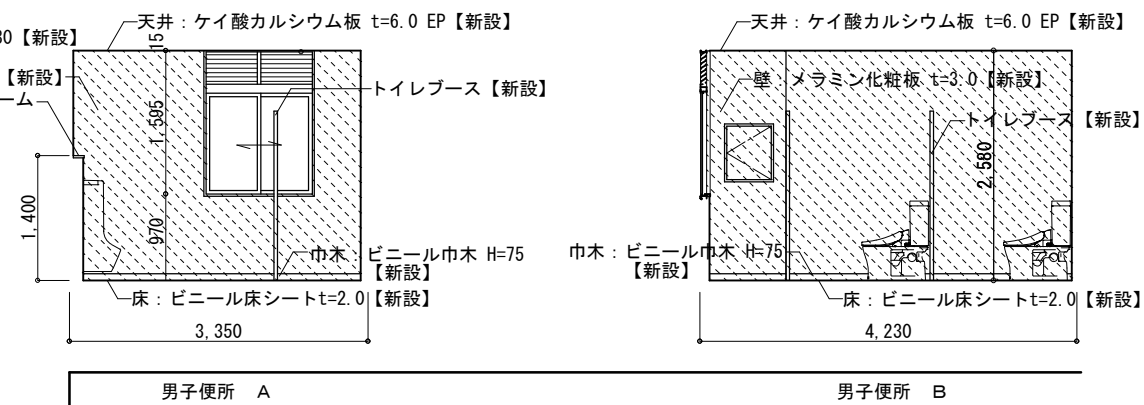 天井：ケイ酸カルシウム板 t=6.0 EP【新設】
30【新設】
15
【新設】
ーム
トイレブース【新設】
1,595
1,400
970
巾木：ビニール巾木 H=75
【新設】
床：ビニール床シートt=2.0【新設】
3,350
男子便所 A
天井：ケイ酸カルシウム板 t=6.0 EP【新設】
壁：メラミン化粧板 t=3.0【新設】
トイレブース【新設】
2,580
巾木：ビニール巾木 H=75
【新設】
床：ビニール床シートt=2.0【新設】
4,230
男子便所 B